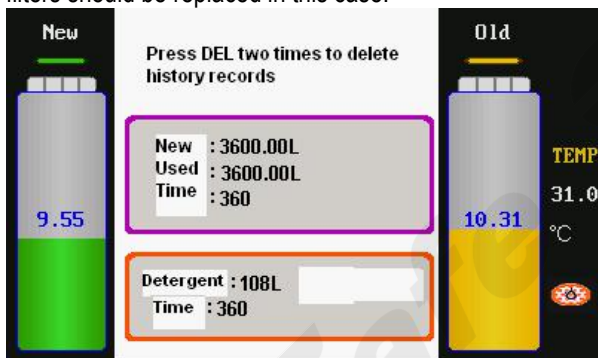 filters should be replaced in this case.
New
Press DEL two times to delete
history records
Old
New : 3600.00L
Used : 3600.00L
Time : 360
TEMP
31.0
°C
9.55
10.31
Detergent : 108L
Time : 360